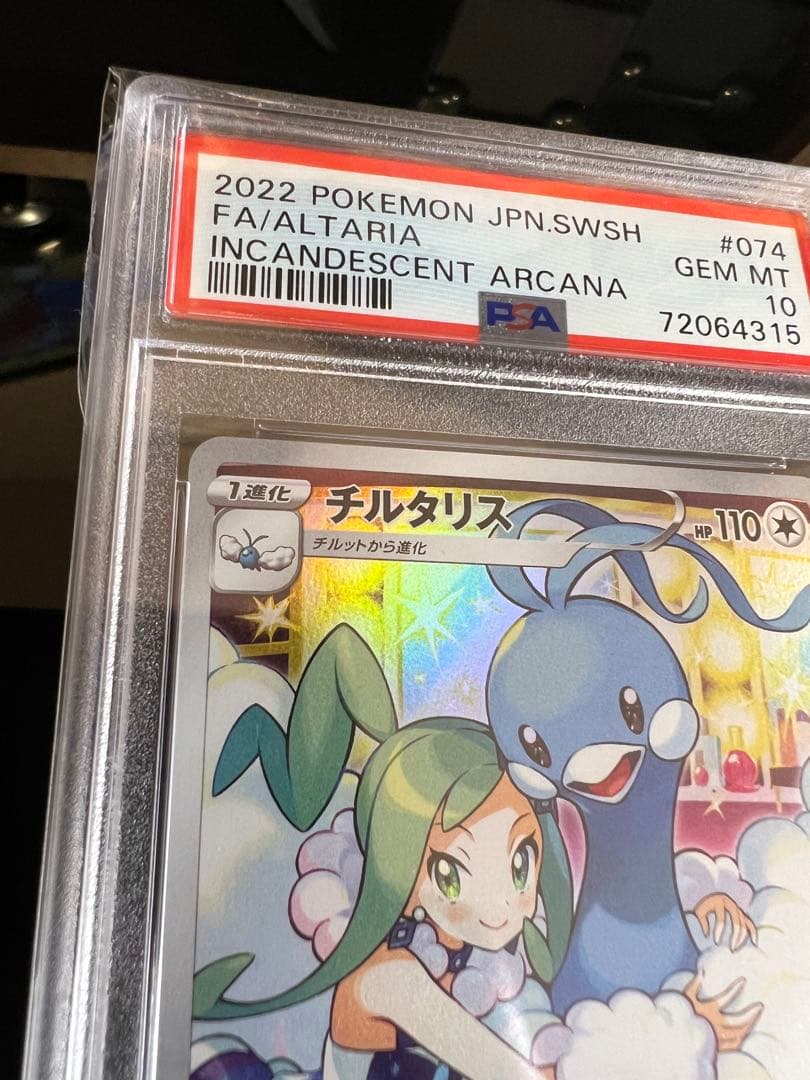 2022 POKEMON JPN.SWSH #074
FA/ALTARIA GEM MT
INCANDESCENT ARCANA 10
PSA 72064315
1進化 チルタリス HP 110
チルットから進化